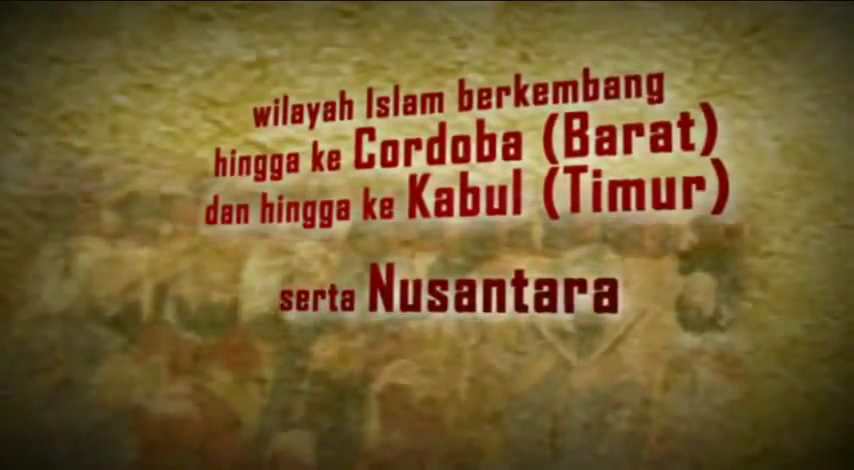 wilayah Islam berkembang
hingga ke Cordoba (Barat)
dan hingga ke Kabul (Timur)
serta Nusantara